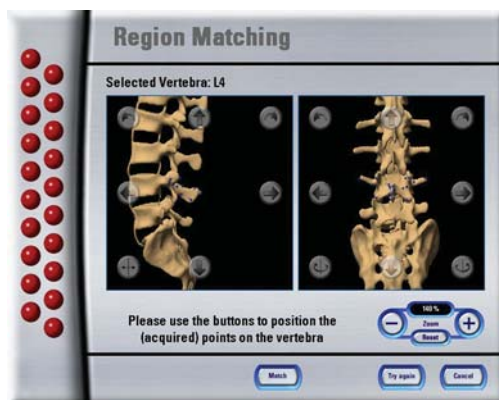 Region Matching
Selected Vertebra: L4
Please use the buttons to position the
(acquired) points on the vertebra
140 %
Zoom
Reset
Match
Try again
Cancel